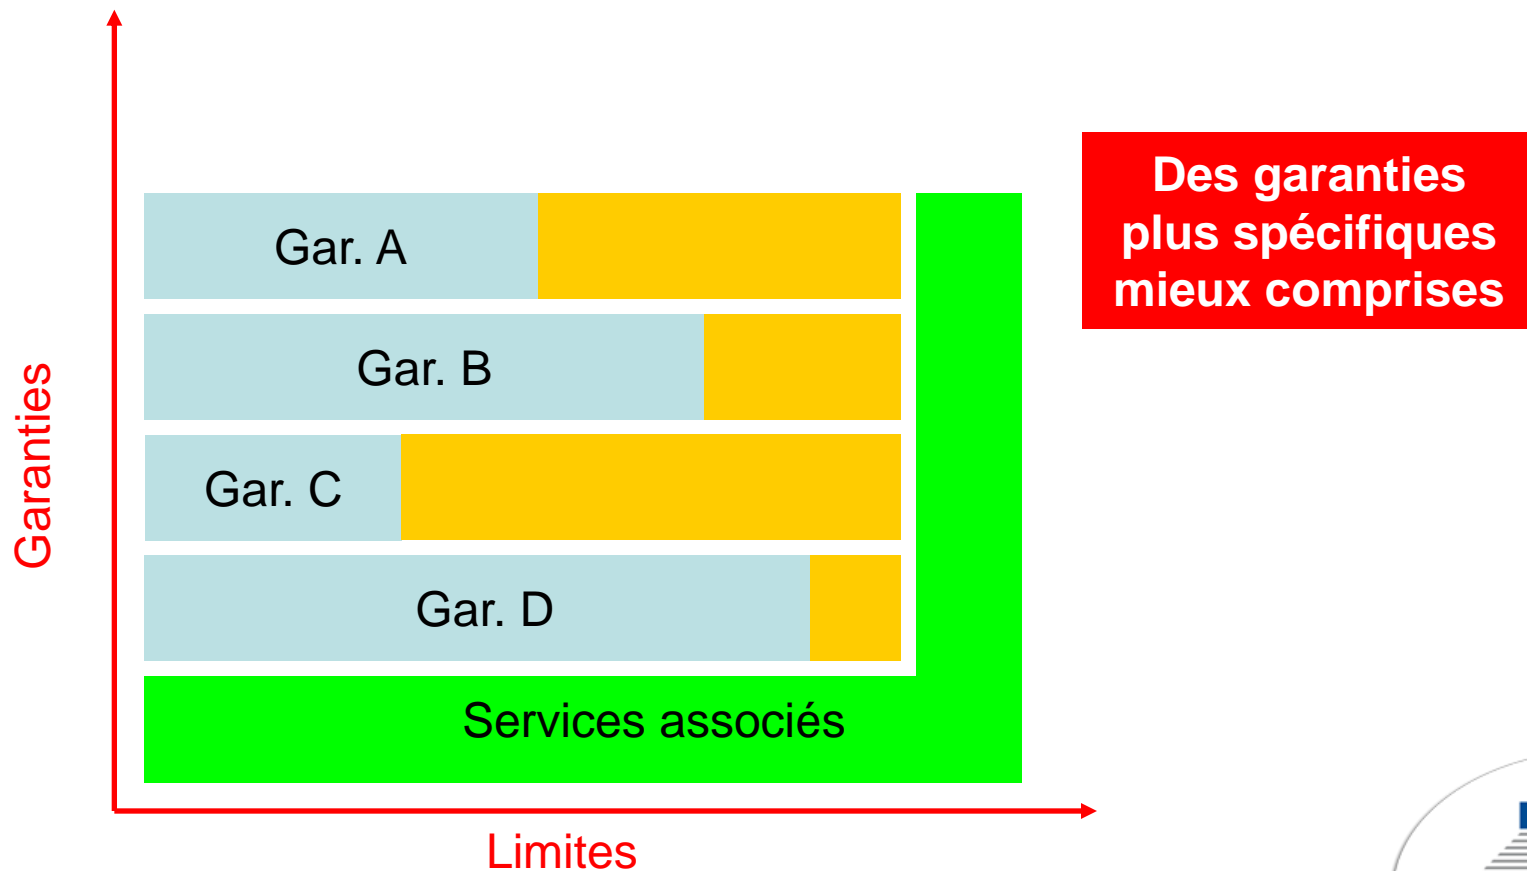 Des garanties
plus spécifiques
mieux comprises
Gar. A
Gar. B
Gar. C
Gar. D
Services associés
Garanties
Limites